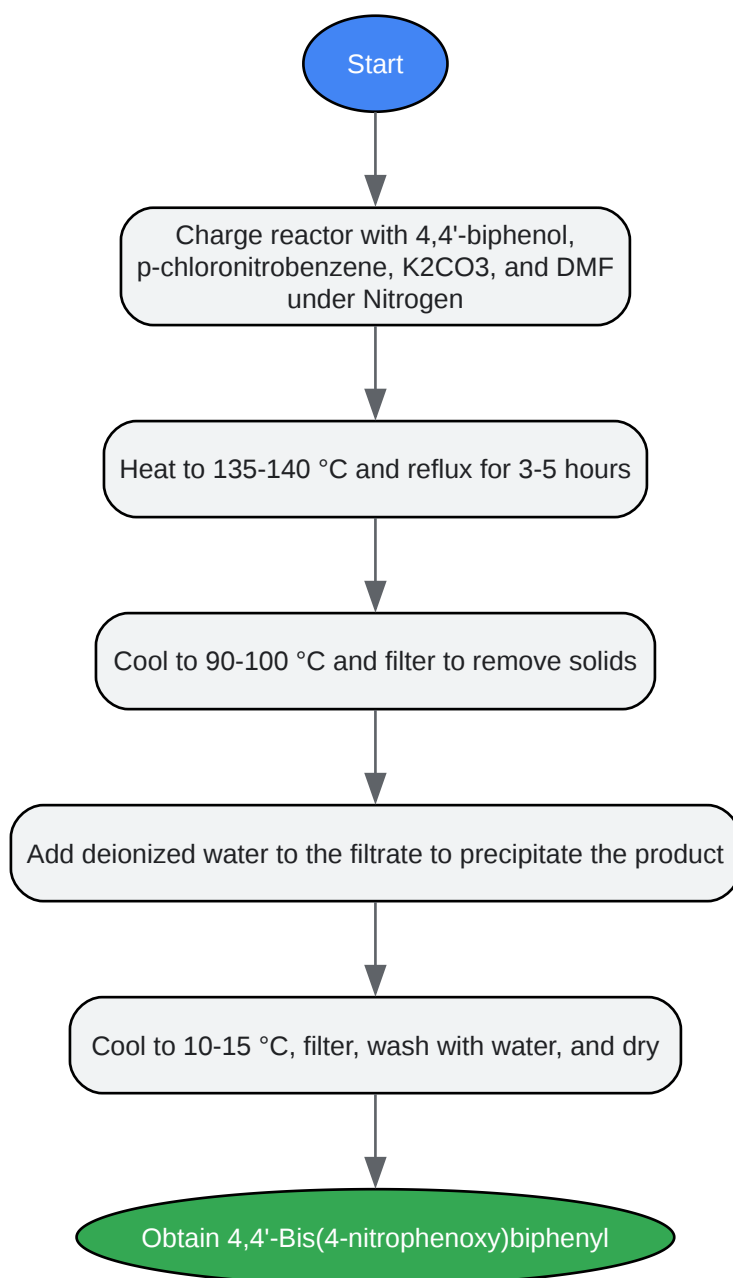 Start
Charge reactor with 4,4'-biphenol,
p-chloronitrobenzene, K2CO3, and DMF
under Nitrogen
Heat to 135-140 °C and reflux for 3-5 hours
Cool to 90-100 °C and filter to remove solids
Add deionized water to the filtrate to precipitate the product
Cool to 10-15 °C, filter, wash with water, and dry
Obtain 4,4'-Bis(4-nitrophenoxy)biphenyl